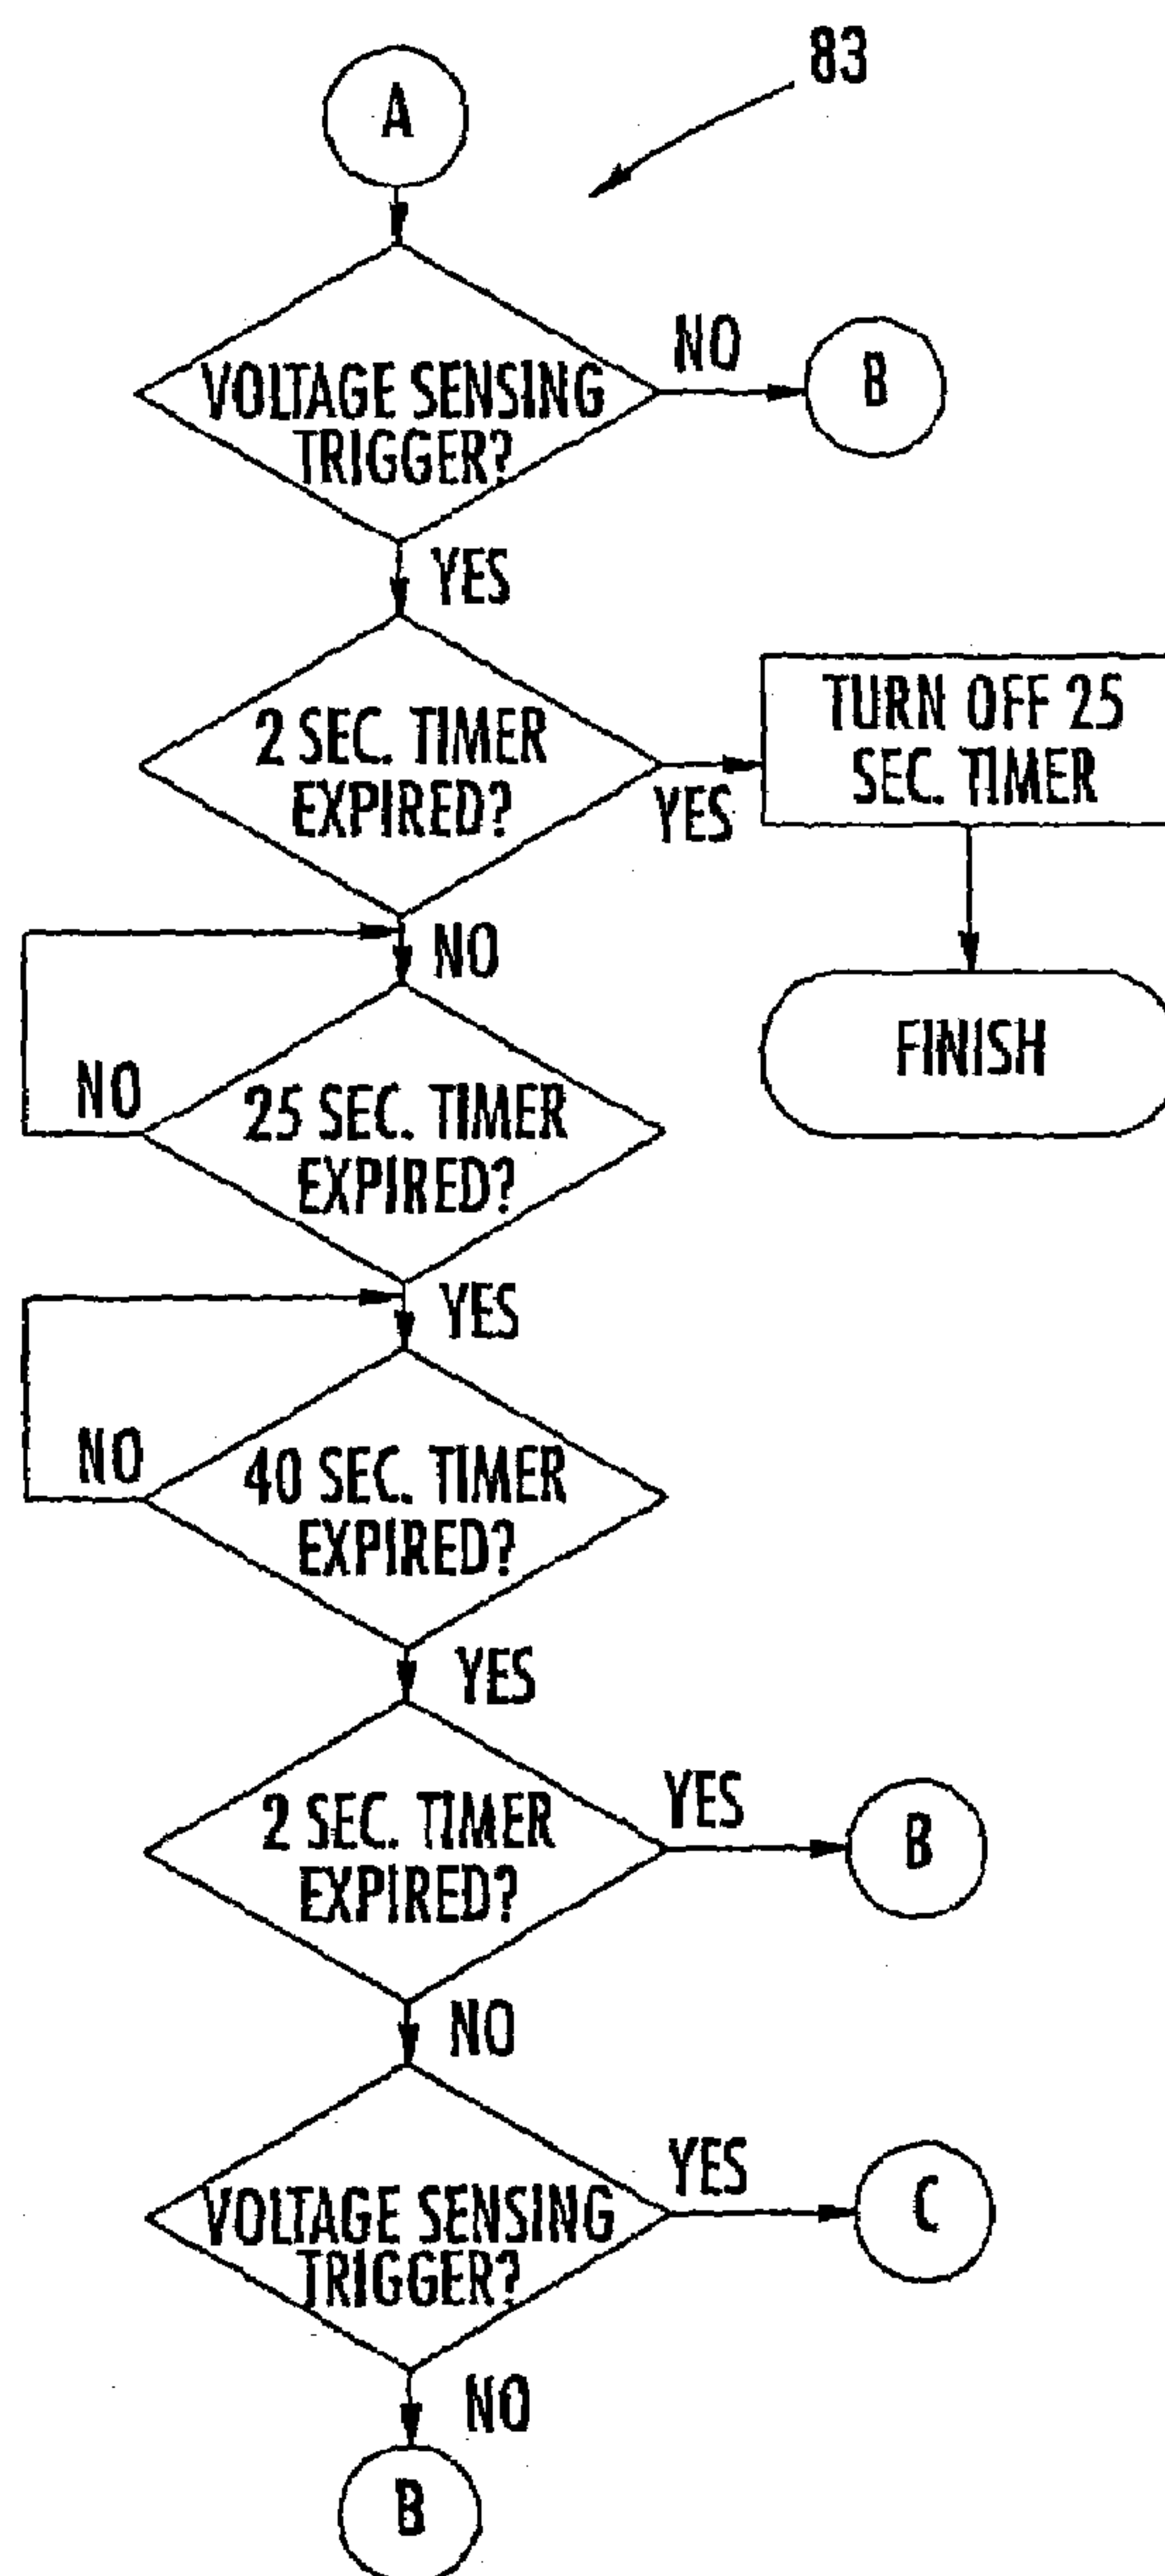 83
A
VOLTAGE SENSING
TRIGGER?
NO
B
YES
2 SEC. TIMER
EXPIRED?
YES
TURN OFF 25
SEC. TIMER
NO
FINISH
NO
25 SEC. TIMER
EXPIRED?
YES
NO
40 SEC. TIMER
EXPIRED?
YES
2 SEC. TIMER
EXPIRED?
YES
B
NO
VOLTAGE SENSING
TRIGGER?
YES
C
NO
B